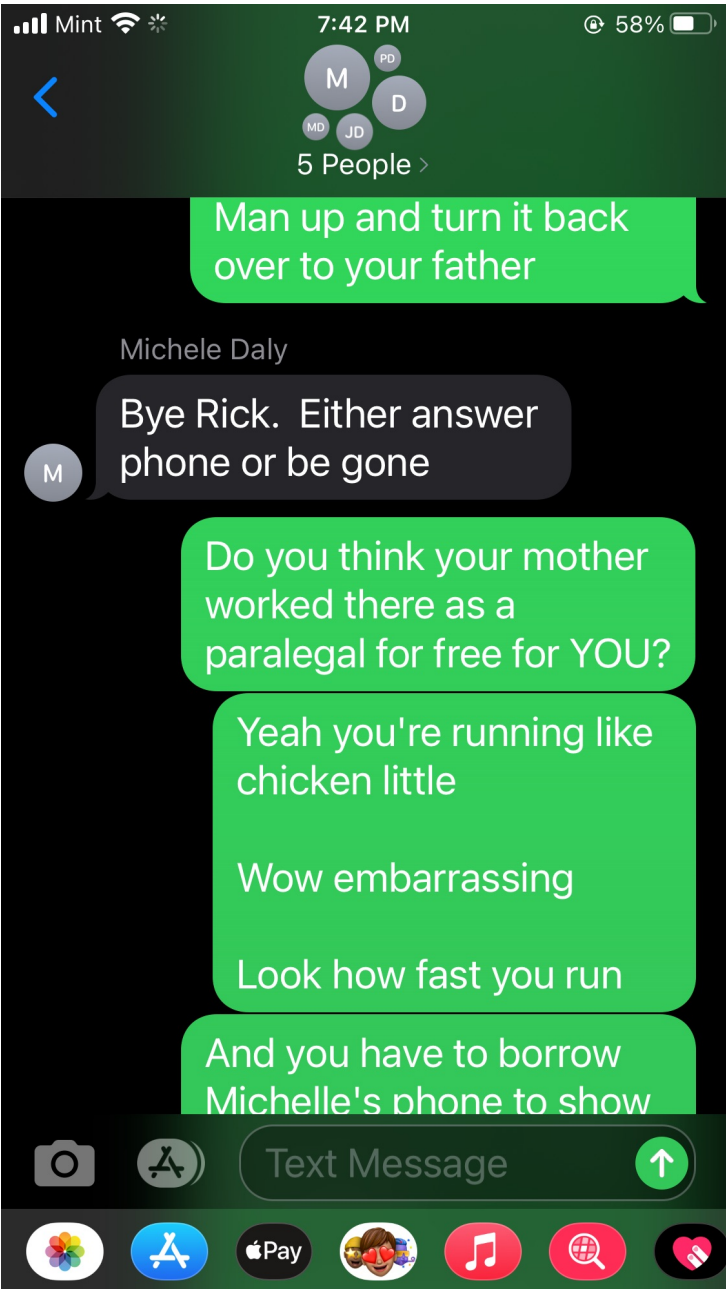 Mint
7:42 PM
58%
M
PD
D
MD
JD
5 People
Man up and turn it back
over to your father
Michele Daly
Bye Rick.  Either answer
phone or be gone
M
Do you think your mother
worked there as a
paralegal for free for YOU?
Yeah you're running like
chicken little
Wow embarrassing
Look how fast you run
And you have to borrow
Michelle's phone to show
Text Message
Pay